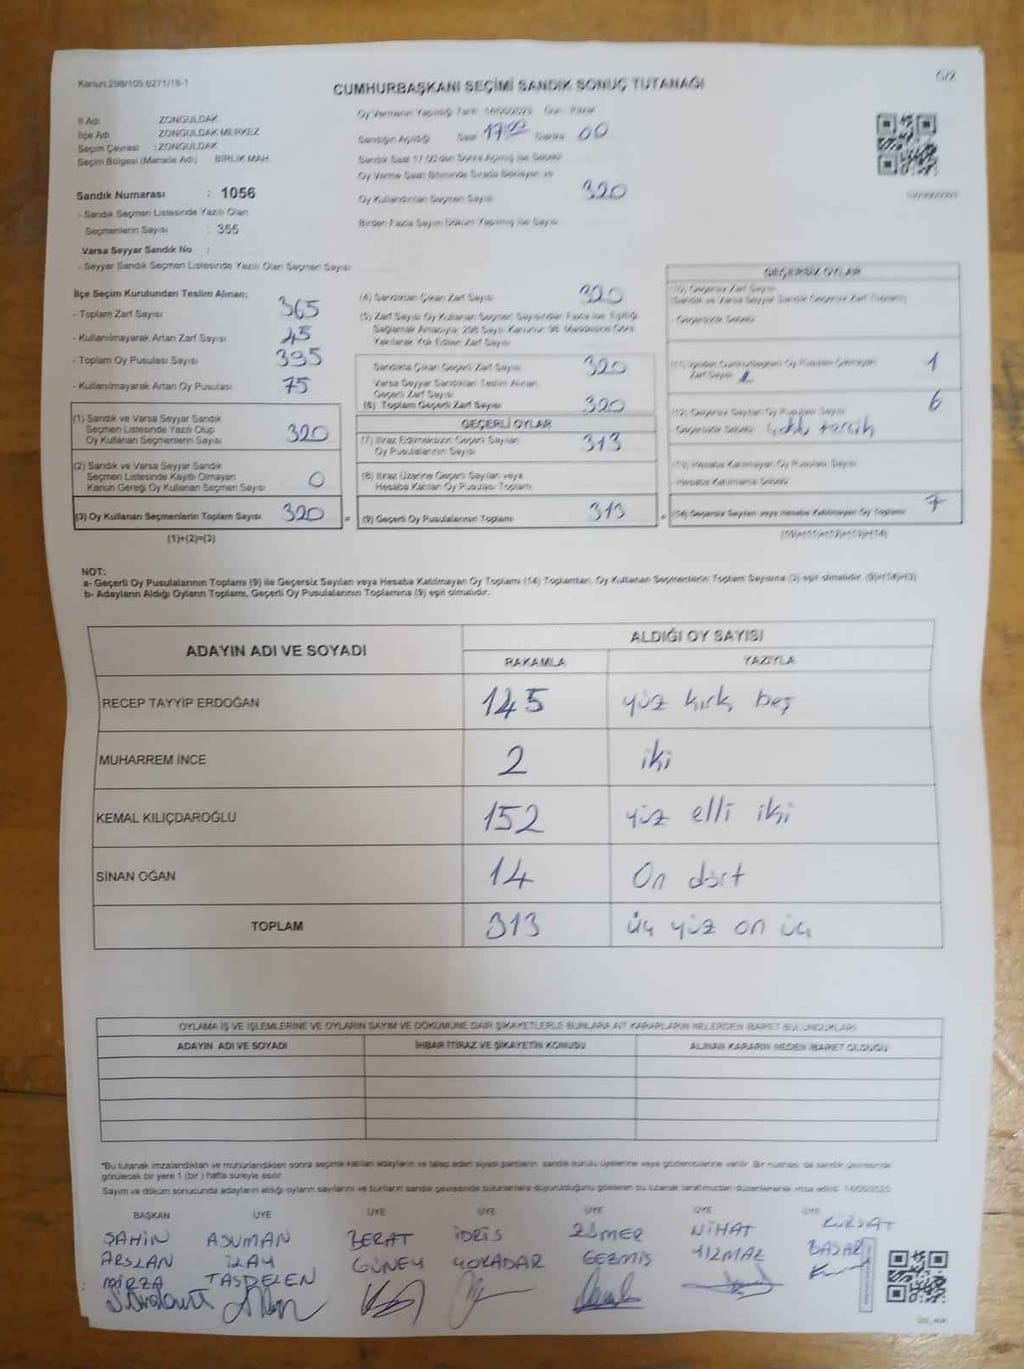 Kanun:298/105 6271/18-1
CUMHURBAŞKANI SEÇİMİ SANDIK SONUÇ TUTANAĞI
İl Adı ZONGULDAK
İlçe Adı ZONGULDAK MERKEZ
Seçim Çevresi : ZONGULDAK
Seçim Bölgesi (Mahalle Adı) BİRLİK MAH.
Sandık Numarası : 1056
- Sandık Seçmen Listesinde Yazılı Olan
Seçmenlerin Sayısı : 355
Varsa Seyyar Sandık No :
- Seyyar Sandık Seçmen Listesinde Yazılı Olan Seçmen Sayısı
Oy Vermenin Yapıldığı Tarih 14/05/2023 Gün Pazar
Sandığın Açıldığı Saat 17:00 Dakika 00
Sandık Saat 17.00'dan Sonra Açılmış ise Sebebi
Oy Verme Saati Bitiminde Sırada Bekleyen ve
Oy Kullandırılan Seçmen Sayısı 320
Birden Fazla Sayım Döküm Yapılmış ise Sayısı
İlçe Seçim Kurulundan Teslim Alınan;
- Toplam Zarf Sayısı 365
- Kullanılmayarak Artan Zarf Sayısı 45
- Toplam Oy Pusulası Sayısı 395
- Kullanılmayarak Artan Oy Pusulası 75
(1) Sandık ve Varsa Seyyar Sandık
Seçmen Listesinde Yazılı Olup
Oy Kullanan Seçmenlerin Sayısı 320
(2) Sandık ve Varsa Seyyar Sandık
Seçmen Listesinde Kayıtlı Olmayan
Kanun Gereği Oy Kullanan Seçmen Sayısı 0
(3) Oy Kullanan Seçmenlerin Toplam Sayısı 320
(1)+(2)=(3)
(4) Sandıktan Çıkan Zarf Sayısı 320
(5) Zarf Sayısı Oy Kullanan Seçmen Sayısından Fazla ise Eşitliği
Sağlamak Amacıyla, 298 Sayılı Kanunun 98. Maddesine Göre
Yakılarak Yok Edilen Zarf Sayısı
Sandıkta Çıkan Geçerli Zarf Sayısı 320
Varsa Seyyar Sandıktan Teslim Alınan
Geçerli Zarf Sayısı
(6) Toplam Geçerli Zarf Sayısı 320
GEÇERLİ OYLAR
(7) İtiraz Edilmeksizin Geçerli Sayılan
Oy Pusulalarının Sayısı 313
(8) İtiraz Üzerine Geçerli Sayılan veya
Hesaba Katılan Oy Pusulası Toplamı
(9) Geçerli Oy Pusulalarının Toplamı 313
GEÇERSİZ OYLAR
(10) Geçersiz Zarf Sayısı
(Sandık ve Varsa Seyyar Sandık Geçersiz Zarf Toplamı)
- Geçersizlik Sebebi
(11) İçinden Cumhurbaşkanı Oy Pusulası Çıkmayan
Zarf Sayısı 1
(12) Geçersiz Sayılan Oy Pusulası Sayısı 6
- Geçersizlik Sebebi Çoklu tercih
(13) Hesaba Katılmayan Oy Pusulası Sayısı
- Hesaba Katılmama Sebebi
(14) Geçersiz Sayılan veya Hesaba Katılmayan Oy Toplamı 7
(10)+(11)+(12)+(13)=(14)
NOT:
a- Geçerli Oy Pusulalarının Toplamı (9) ile Geçersiz Sayılan veya Hesaba Katılmayan Oy Toplamı (14) Toplamları, Oy Kullanan Seçmenlerin Toplam Sayısına (3) eşit olmalıdır. (9)+(14)=(3)
b- Adayların Aldığı Oyların Toplamı, Geçerli Oy Pusulalarının Toplamına (9) eşit olmalıdır.
ADAYIN ADI VE SOYADI
ALDIĞI OY SAYISI
RAKAMLA YAZIYLA
RECEP TAYYİP ERDOĞAN 145 yüz kırk beş
MUHARREM İNCE 2 iki
KEMAL KILIÇDAROĞLU 152 yüz elli iki
SİNAN OĞAN 14 On dört
TOPLAM 313 üç yüz on üç
OYLAMA İŞ VE İŞLEMLERİNE VE OYLARIN SAYIM VE DÖKÜMÜNE DAİR ŞİKAYETLERLE BUNLARA AİT KARARLARIN NELERDEN İBARET BULUNDUKLARI
ADAYIN ADI VE SOYADI İHBAR İTİRAZ VE ŞİKAYETİN KONUSU ALINAN KARARIN NEDEN İBARET OLDUĞU
*Bu tutanak imzalandıktan ve mühürlendikten sonra seçime katılan adayların ve talep eden siyasi partilerin sandık kurulu üyelerine veya gözlemcilerine verilir. Bir nüshası da sandık çevresinde
görülecek bir yere 1 (bir) hafta süreyle asılır.
Sayım ve döküm sonucunda adayların aldığı oyların sayılarını ve bunların sandık çevresinde bulunanlara duyurulduğunu gösteren bu tutanak tarafımızdan düzenlenerek imza edildi. 14/05/2023
BAŞKAN ÜYE ÜYE ÜYE ÜYE ÜYE ÜYE
ŞAHİN ASUMAN BERAT İDRİS NİHAT KÜRŞAT
ARSLAN İLAY GÜNEY YILMAZ
MİRZA TAŞDELEN